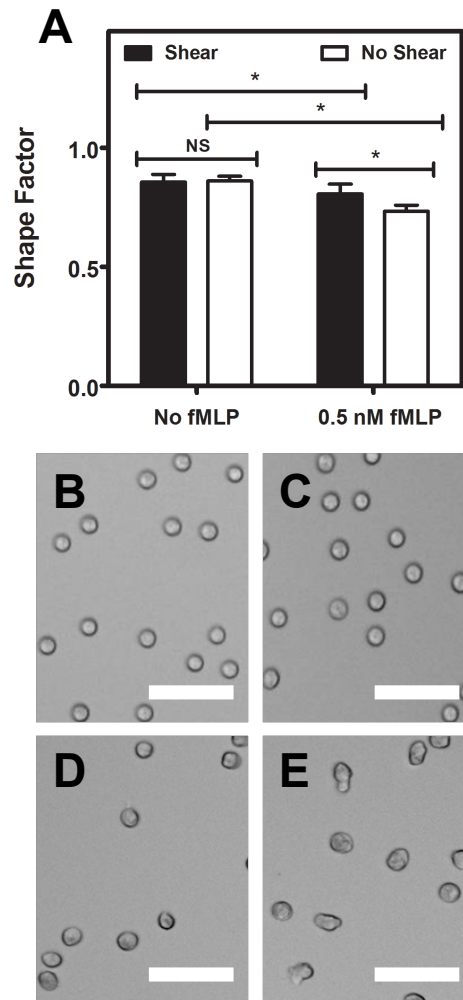 A
Shear No Shear
*
*
NS
*
Shape Factor
1.0
0.5
0.0
No fMLP 0.5 nM fMLP
B C
D E